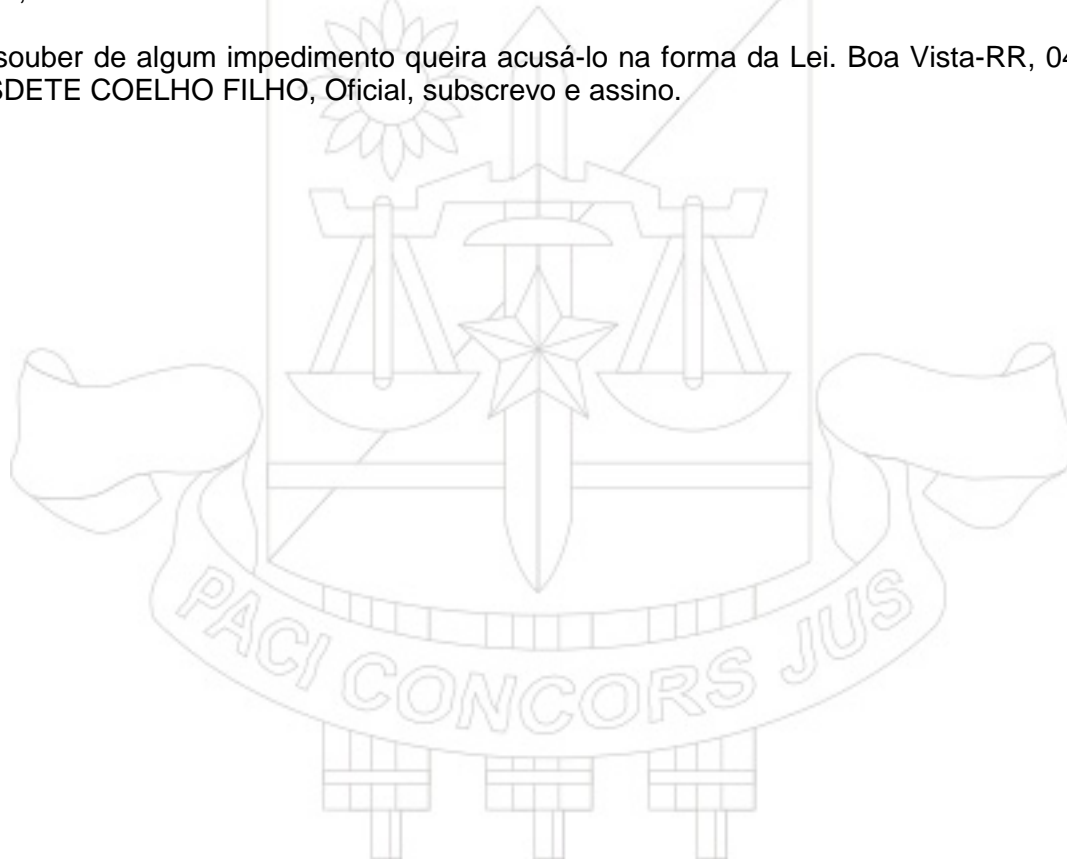 souber de algum impedimento queira acusá-lo na forma da Lei. Boa Vista-RR, 04
SDETE COELHO FILHO, Oficial, subscrevo e assino.
PACI CONCORS JUS